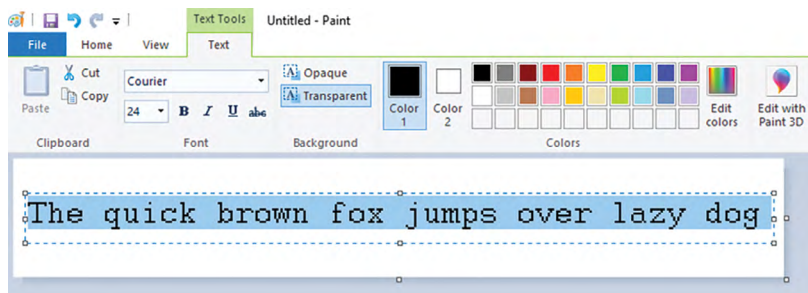 Text Tools Untitled - Paint
File Home View Text
Paste
Cut
Copy
Clipboard
Courier
24 B I U abc
Font
Opaque
Transparent
Background
Color 1
Color 2
Edit colors
Colors
Edit with Paint 3D
The quick brown fox jumps over lazy dog